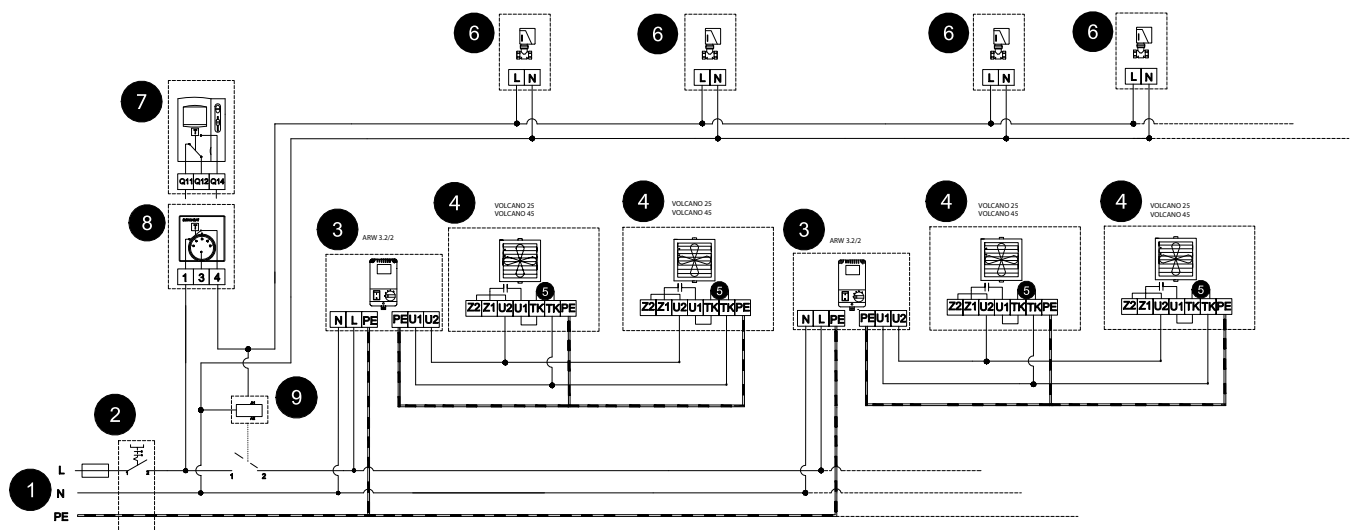 6 6 6 6
L N L N L N L N
7
Q11 Q12 Q14
8
1 3 4
3
ARW 3.2/2
4
VOLCANO 25
VOLCANO 45
4
VOLCANO 25
VOLCANO 45
3
ARW 3.2/2
4
VOLCANO 25
VOLCANO 45
4
VOLCANO 25
VOLCANO 45
5 5 5 5
Z2 Z1 U2 U1 TK TK PE
Z2 Z1 U2 U1 TK TK PE
Z2 Z1 U2 U1 TK TK PE
Z2 Z1 U2 U1 TK TK PE
N L PE PE U1 U2
N L PE PE U1 U2
9
2
1 2
1 2
1
L
N
PE